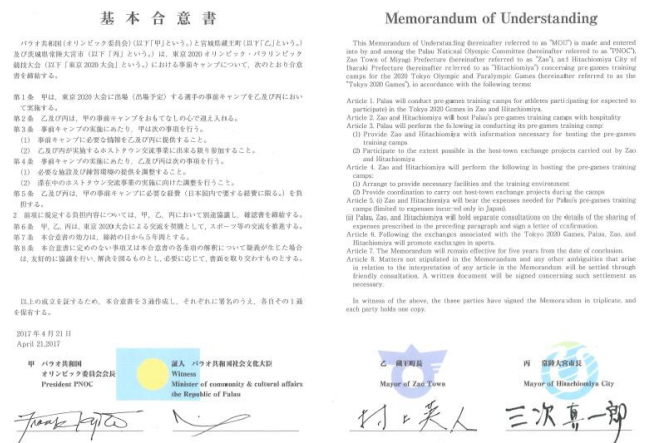 基本合意書
パラオ共和国(オリンピック委員会)(以下「甲」という。)と宮城県蔵王町(以下「乙」という。)
及び茨城県常陸大宮市(以下「丙」という。)は、東京2020オリンピック・パラリンピック
競技大会(以下「東京2020大会」という。)における事前キャンプについて、次のとおり合意
書を締結する。
第1条 甲は、東京2020大会に出場(出場予定)する選手の事前キャンプを乙及び丙におい
て実施する。
第2条 乙及び丙は、甲の事前キャンプをおもてなしの心で迎え入れる。
第3条 事前キャンプの実施にあたり、甲は次の事項を行う。
(1) 事前キャンプに必要な情報を乙及び丙に提供すること。
(2) 乙及び丙が実施するホストタウン交流事業に出来る限り参加すること。
第4条 事前キャンプの実施にあたり、乙及び丙は次の事項を行う。
(1) 必要な施設及び練習環境の提供を調整すること。
(2) 滞在中のホストタウン交流事業の実施に向けた調整を行うこと。
第5条 乙及び丙は、甲の事前キャンプに必要な経費(日本国内で要する経費に限る。)を負
担する。
2 前項に規定する負担内容については、甲、乙、丙において別途協議し、確認書を締結する。
第6条 甲、乙、丙は、東京2020大会による交流を契機として、スポーツ等の交流を推進する。
第7条 本合意書の効力は、締結の日から5年間とする。
第8条 本合意書に定めのない事項又は本合意書の各条項の解釈について疑義が生じた場合
は、友好的に協議を行い、解決を図るものとし、必要に応じて、書面を取り交わすものとする。
以上の成立を証するため、本合意書を3通作成し、それぞれに署名のうえ、各自その1通
を保有する。
2017年4月21日
April 21,2017
甲 パラオ共和国
オリンピック委員会会長
President PNOC
証人 パラオ共和国社会文化大臣
Witness
Minister of community & cultural affairs
the Republic of Palau
Memorandum of Understanding
This Memorandum of Understanding (hereinafter referred to as "MOU") is made and entered
into by and among the Palau National Olympic Committee (hereinafter referred to as "PNOC"),
Zao Town of Miyagi Prefecture (hereinafter referred to as "Zao"), and Hitachiomiya City of
Ibaraki Prefecture (hereinafter referred to as "Hitachiomiya") concerning pre-games training
camps for the 2020 Tokyo Olympic and Paralympic Games (hereinafter referred to as the
"Tokyo 2020 Games"), in accordance with the following terms:
Article 1. Palau will conduct pre-games training camps for athletes participating (or expected to
participate) in the Tokyo 2020 Games in Zao and Hitachiomiya.
Article 2. Zao and Hitachiomiya will host Palau's pre-games training camps with hospitality
Article 3. Palau will perform the following in conducting its pre-games training camps:
(1) Provide Zao and Hitachiomiya with information necessary for hosting the pre-games
training camps
(2) Participate to the extent possible in the host-town exchange projects carried out by Zao
and Hitachiomiya
Article 4. Zao and Hitachiomiya will perform the following in hosting the pre-games training
camps:
(1) Arrange to provide necessary facilities and the training environment
(2) Provide coordination to carry out host-town exchange projects during the camps
Article 5. (i) Zao and Hitachiomiya will bear the expenses needed for Palau's pre-games training
camps (limited to expenses incurred only in Japan).
(ii) Palau, Zao, and Hitachiomiya will hold separate consultations on the details of the sharing of
expenses prescribed in the preceding paragraph and sign a letter of confirmation.
Article 6. Following the exchanges associated with the Tokyo 2020 Games, Palau, Zao, and
Hitachiomiya will promote exchanges in sports.
Article 7. The Memorandum will remain effective for five years from the date of conclusion.
Article 8. Matters not stipulated in the Memorandum and any other ambiguities that arise
in relation to the interpretation of any article in the Memorandum will be settled through
friendly consultation. A written document will be signed concerning such settlement as
necessary.
In witness of the above, the three parties have signed the Memorandum in triplicate, and
each party holds one copy.
乙 蔵王町長
Mayor of Zao Town
丙 常陸大宮市長
Mayor of Hitachiomiya City
村上英人
三次真一郎